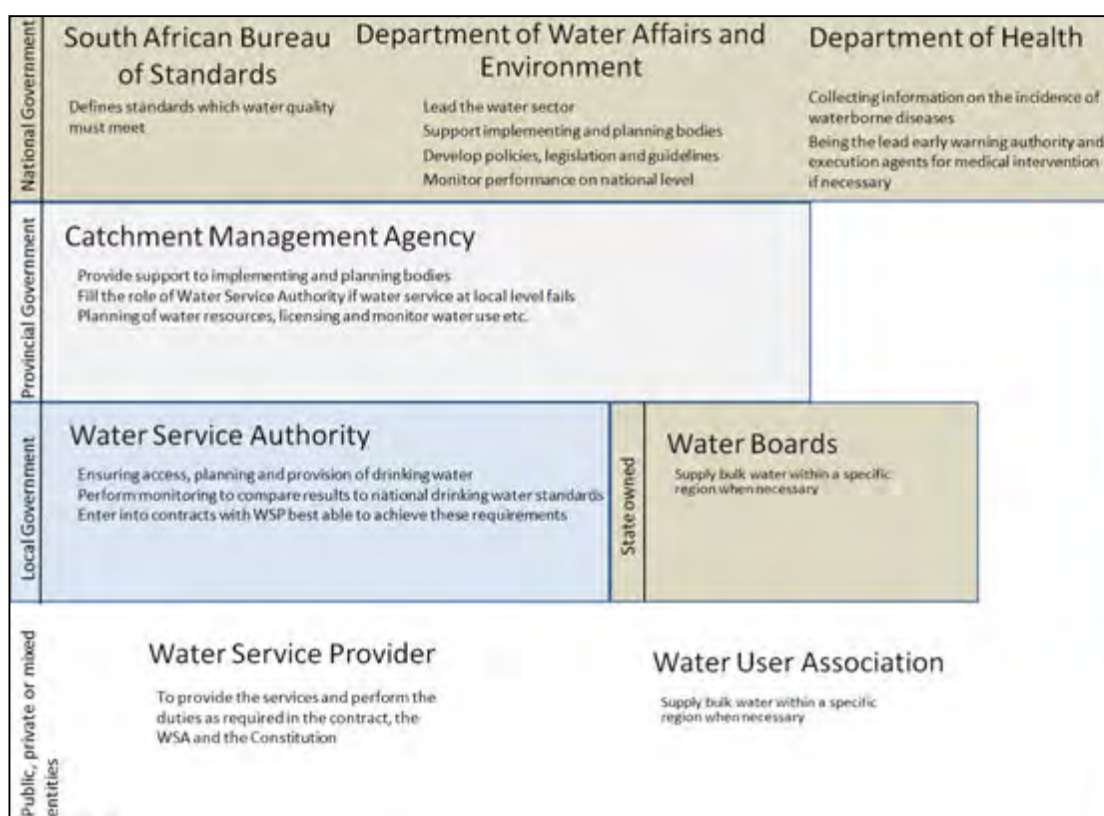 National Government
South African Bureau
of Standards
Defines standards which water quality
must meet
Department of Water Affairs and
Environment
Lead the water sector
Support implementing and planning bodies
Develop policies, legislation and guidelines
Monitor performance on national level
Department of Health
Collecting information on the incidence of
waterborne diseases
Being the lead early warning authority and
execution agents for medical intervention
if necessary
Provincial Government
Catchment Management Agency
Provide support to implementing and planning bodies
Fill the role of Water Service Authority if water service at local level fails
Planning of water resources, licensing and monitor water use etc.
Local Government
Water Service Authority
Ensuring access, planning and provision of drinking water
Perform monitoring to compare results to national drinking water standards
Enter into contracts with WSP best able to achieve these requirements
State owned
Water Boards
Supply bulk water within a specific
region when necessary
Public, private or mixed
entities
Water Service Provider
To provide the services and perform the
duties as required in the contract, the
WSA and the Constitution
Water User Association
Supply bulk water within a specific
region when necessary